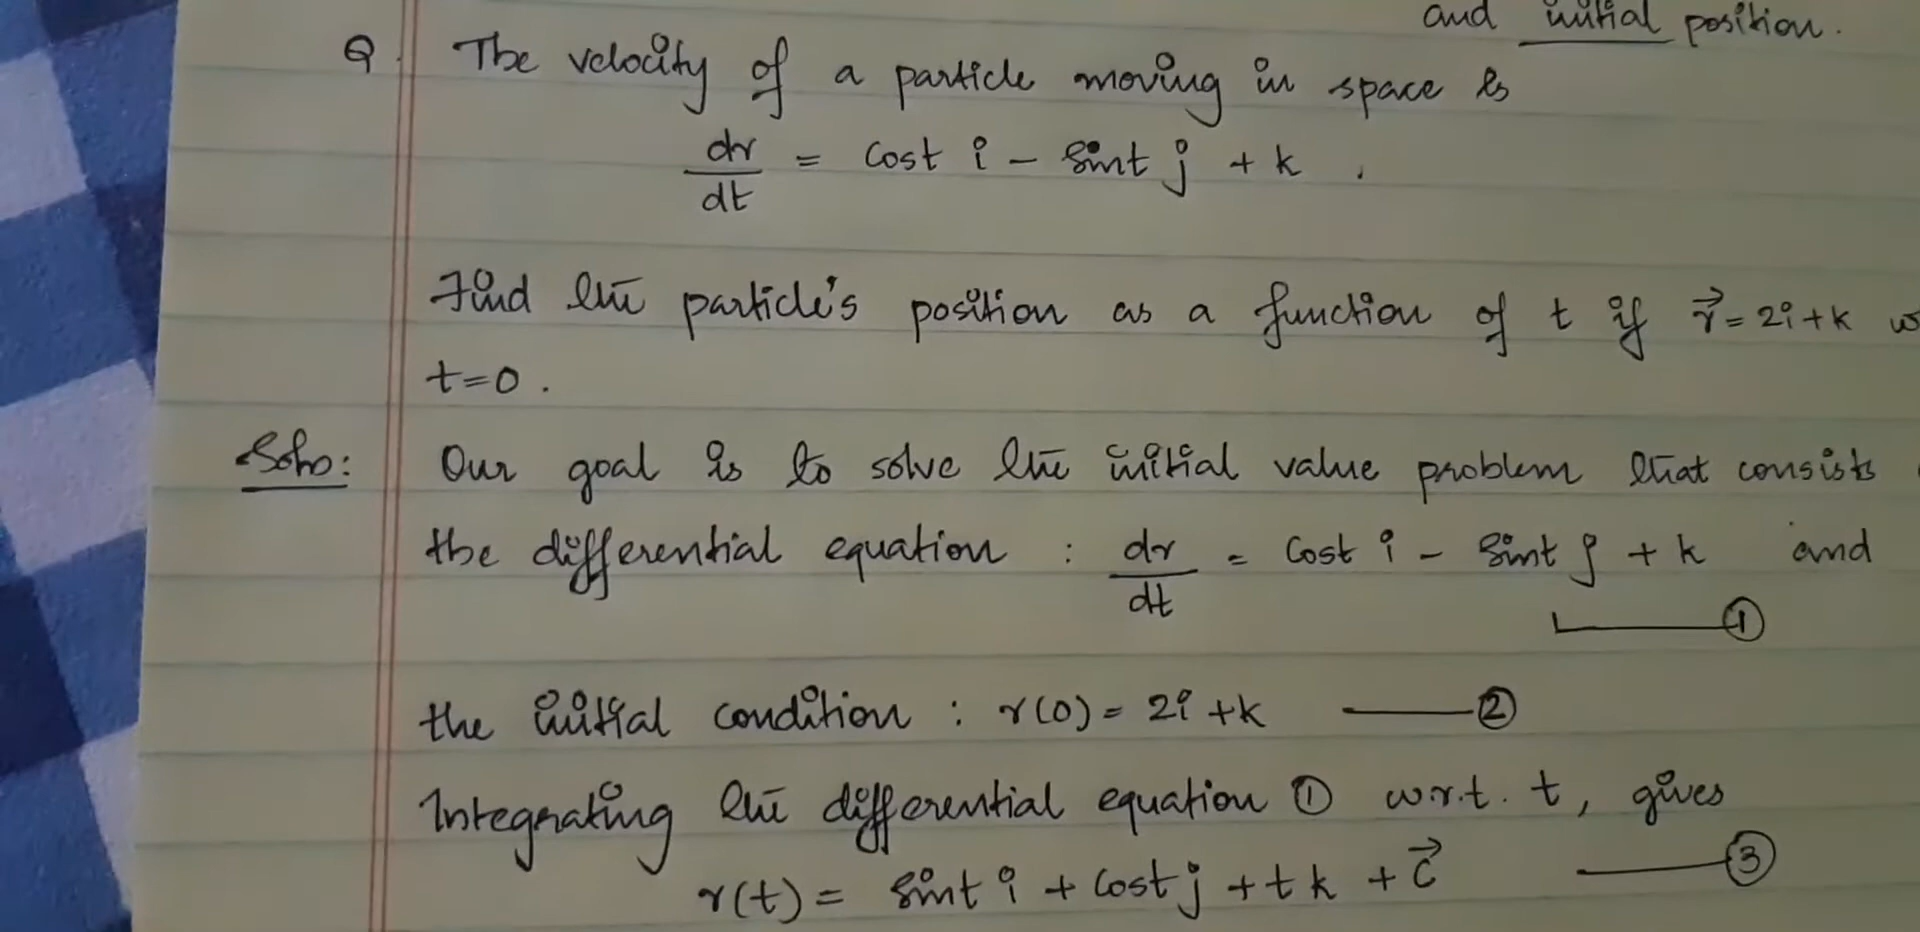 and initial position.
Q. The velocity of a particle moving in space is
dr/dt = cost i - sint j + k .
Find the particle's position as a function of t if r⃗ = 2i + k
t=0 .
Soln: Our goal is to solve the initial value problem that consists
the differential equation : dr/dt = cost i - sint j + k and
①
the initial condition : r(0) = 2i + k ②
Integrating the differential equation ① w.r.t. t, gives
r(t) = sint i + cost j + t k + c⃗ ③